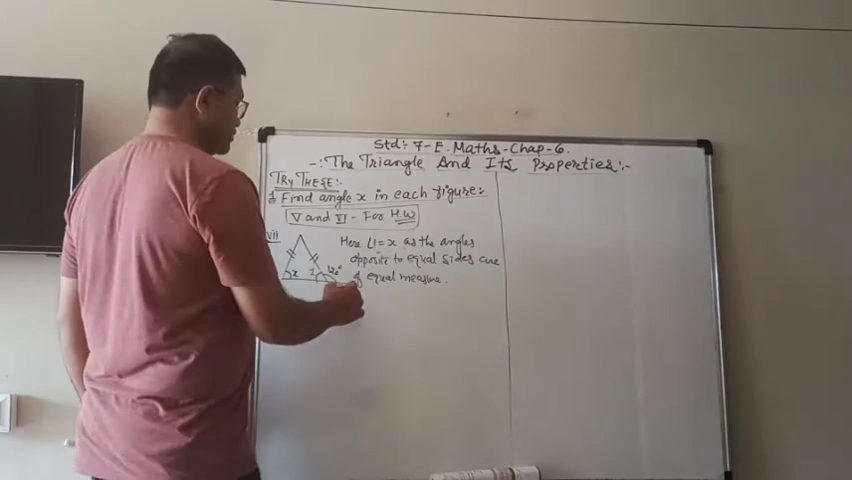 Std:- 7-E. Maths-Chap-6.
-: The Triangle And Its Properties:-
TRY THESE:-
1= Find angle x in each figure:-
V and VI - For H.W
vii
Here ∠1=x as the angles
opposite to equal sides are
of equal measure.
x 1 120°